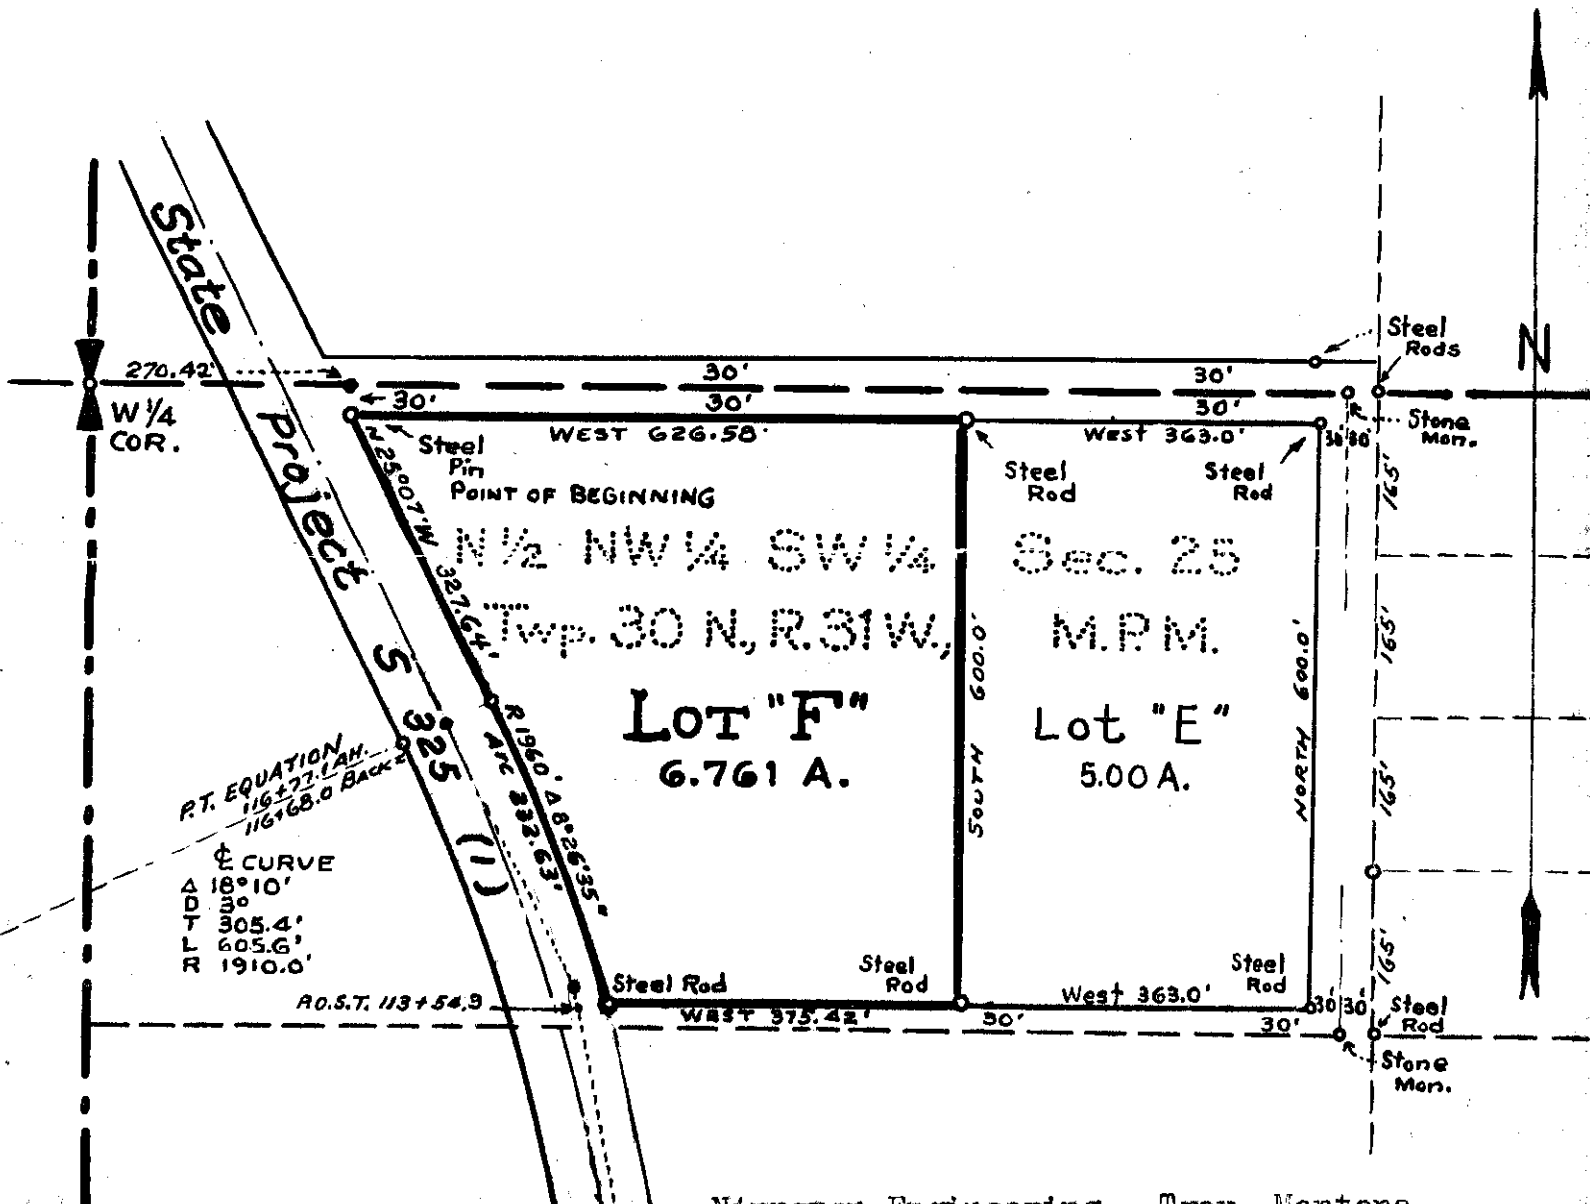 N
Steel
Rods
270.42'
30'
30'
W 1/4
COR.
30'
30'
30'
Stone
Mon.
WEST 626.58'
West 363.0'
30' 30'
Steel
Pin
POINT OF BEGINNING
Steel
Rod
Steel
Rod
State Project S 325 (1)
N 25°07'W 327.64'
165'
165'
165'
165'
N 1/2 NW 1/4 SW 1/4 Sec. 25
Twp. 30 N., R. 31 W., M.P.M.
LOT "F"
6.761 A.
SOUTH 600.0'
Lot "E"
5.00 A.
NORTH 600.0'
R 1960' Δ 8°26'35"
Arc 332.63'
P.T. EQUATION
116+77.1 AH.
116+68.0 BACK
℄ CURVE
Δ 18°10'
D 3°
T 305.4'
L 605.6'
R 1910.0'
P.O.S.T. 113+54.9
Steel Rod
Steel
Rod
Steel
Rod
WEST 375.42'
West 363.0'
30'
30'
30' 30'
Steel
Rod
Stone
Mon.
Engineering Troy, Montana